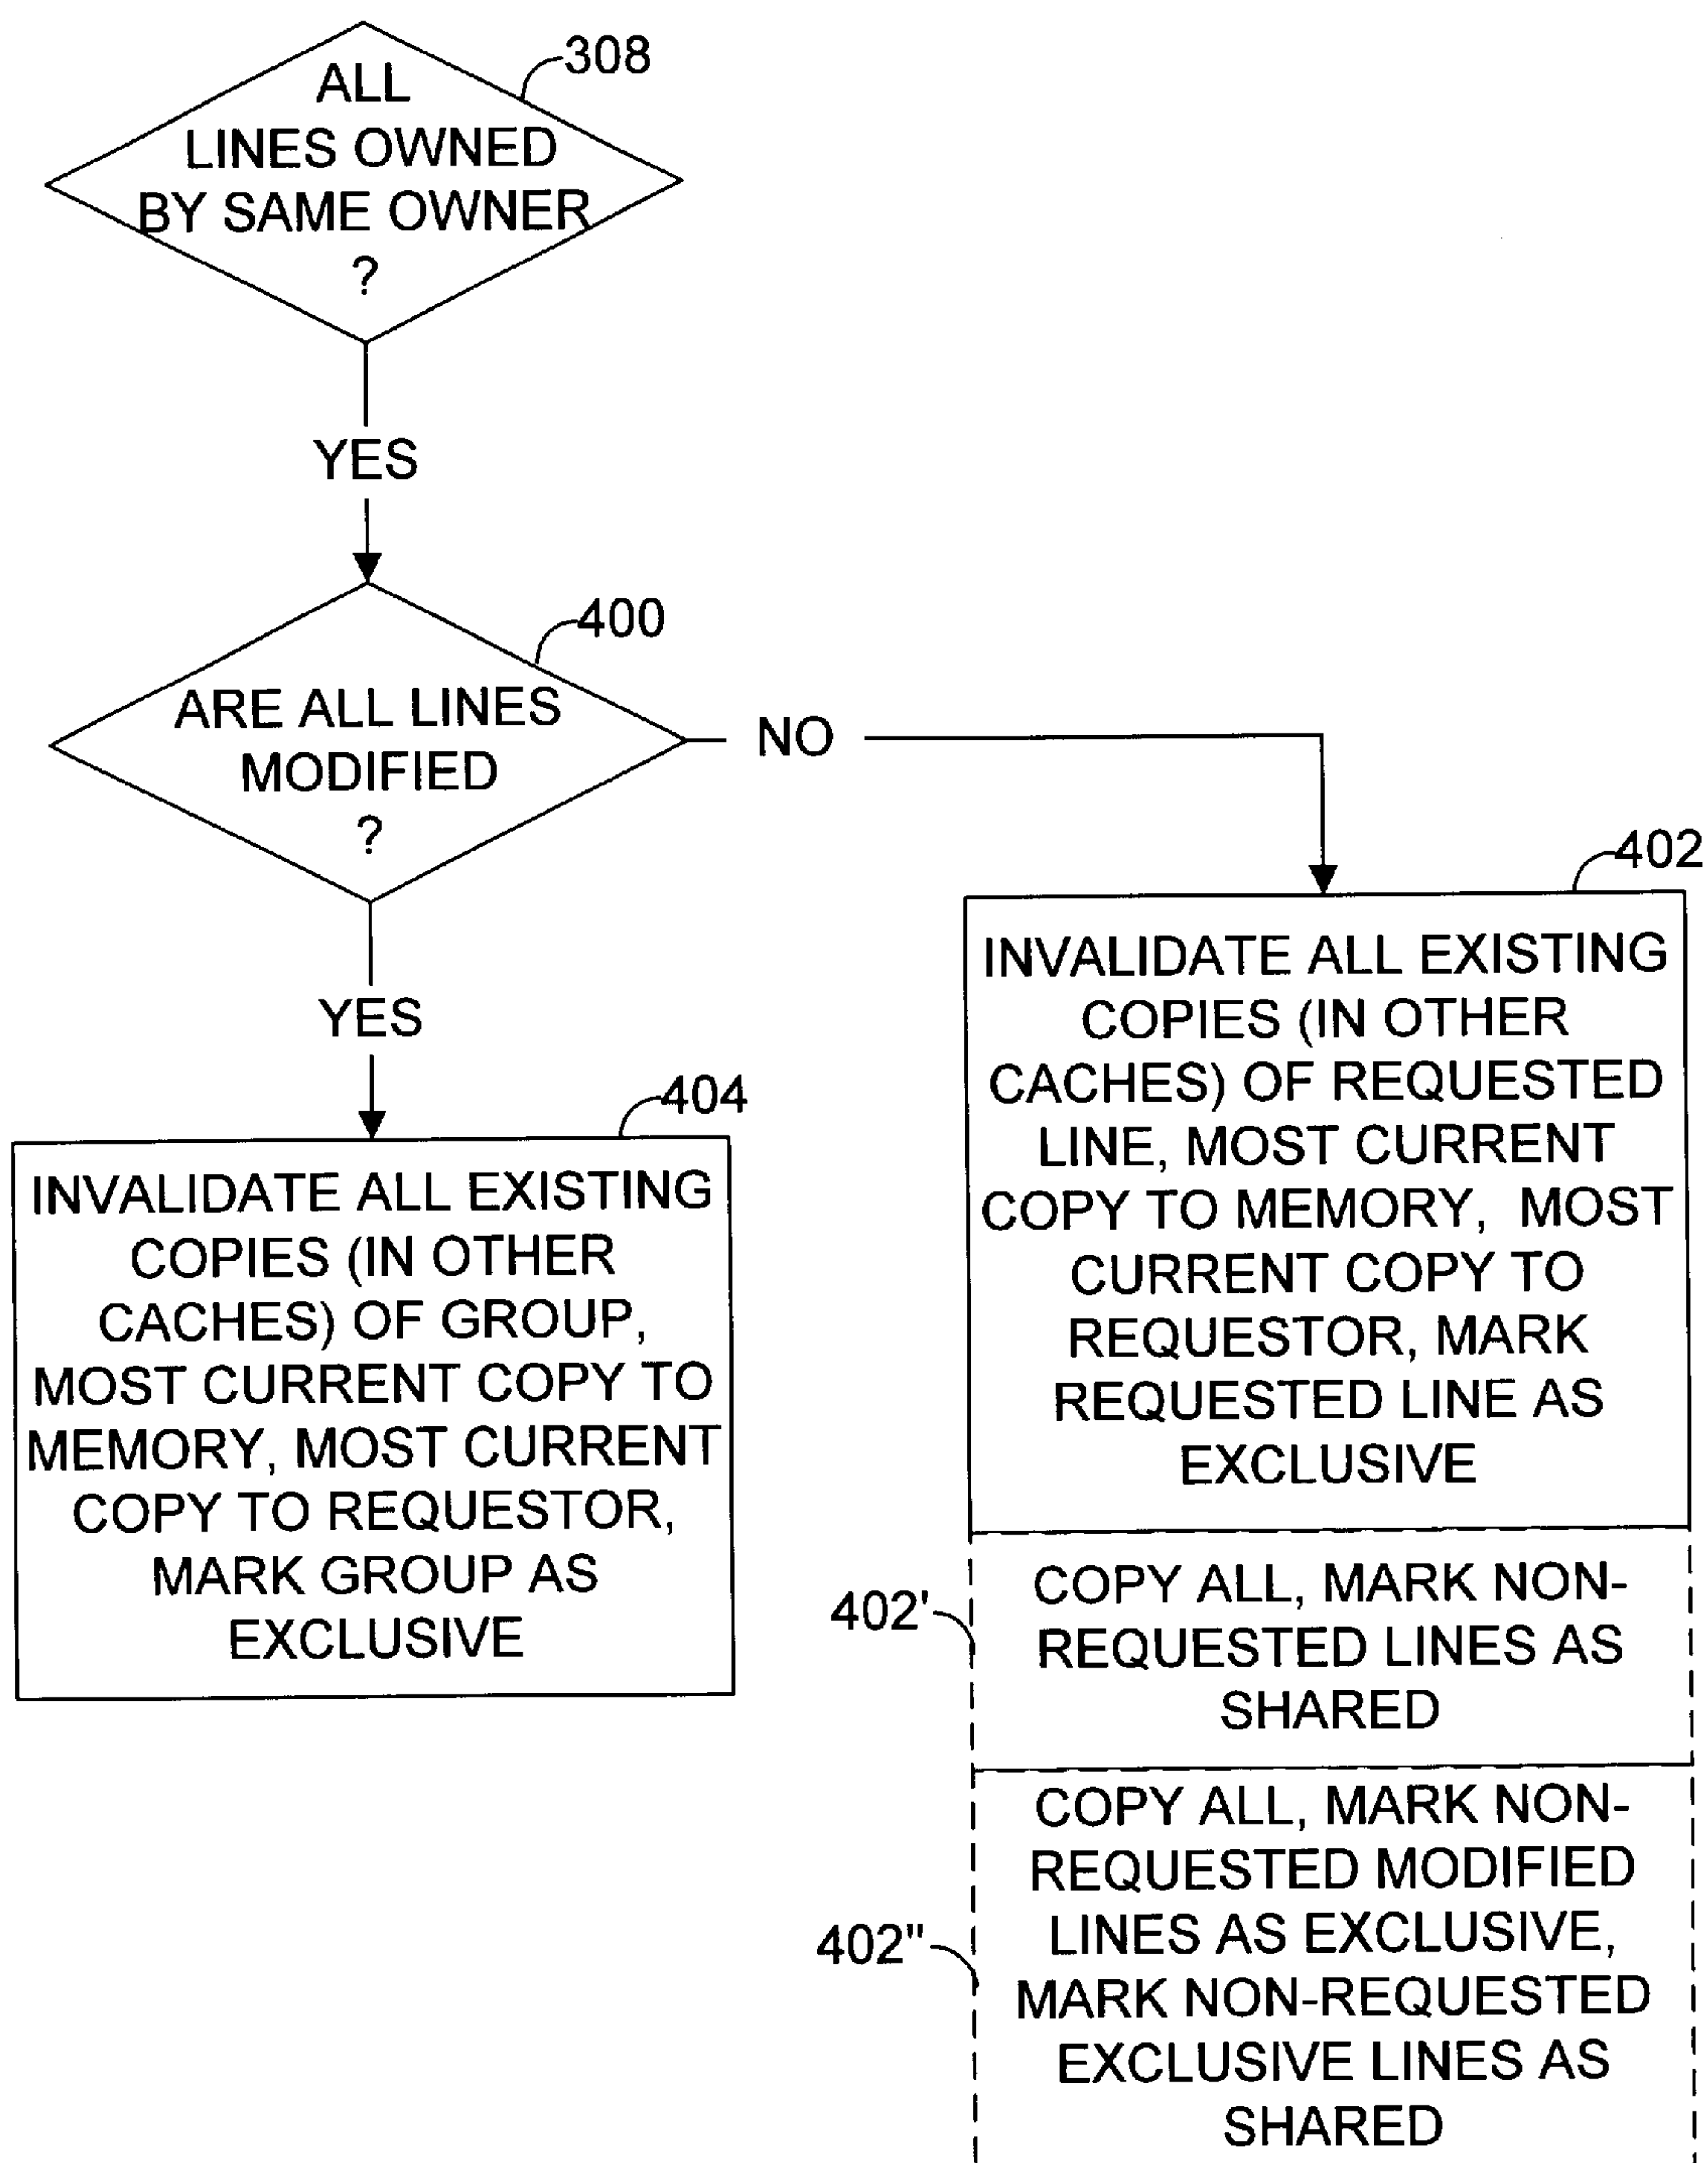 308
ALL
LINES OWNED
BY SAME OWNER
?
YES
400
ARE ALL LINES
MODIFIED
?
NO
YES
404
INVALIDATE ALL EXISTING
COPIES (IN OTHER
CACHES) OF GROUP,
MOST CURRENT COPY TO
MEMORY, MOST CURRENT
COPY TO REQUESTOR,
MARK GROUP AS
EXCLUSIVE
402
INVALIDATE ALL EXISTING
COPIES (IN OTHER
CACHES) OF REQUESTED
LINE, MOST CURRENT
COPY TO MEMORY, MOST
CURRENT COPY TO
REQUESTOR, MARK
REQUESTED LINE AS
EXCLUSIVE
402'
COPY ALL, MARK NON-
REQUESTED LINES AS
SHARED
402"
COPY ALL, MARK NON-
REQUESTED MODIFIED
LINES AS EXCLUSIVE,
MARK NON-REQUESTED
EXCLUSIVE LINES AS
SHARED